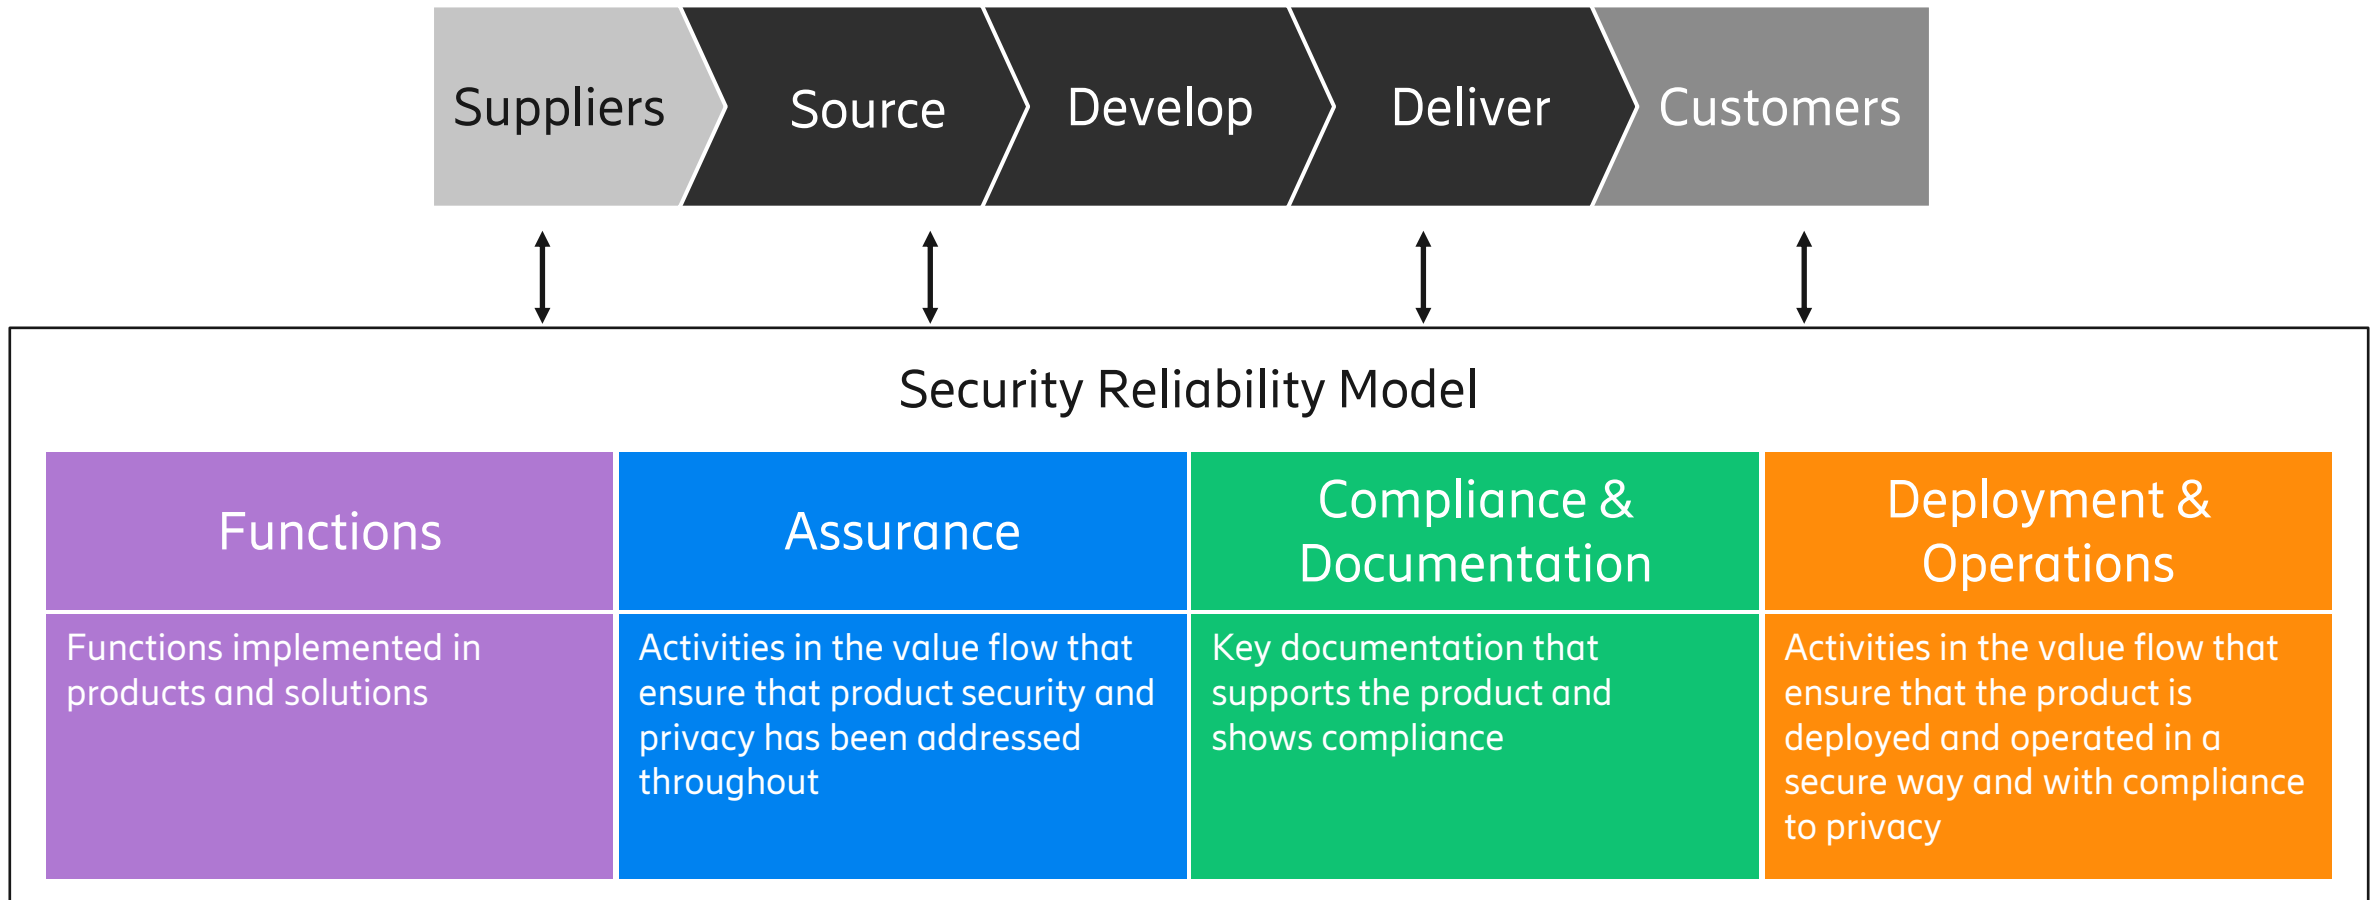 Suppliers
Source
Develop
Deliver
Customers
Security Reliability Model
Functions
Assurance
Compliance &
Documentation
Deployment &
Operations
Functions implemented in
products and solutions
Activities in the value flow that
ensure that product security and
privacy has been addressed
throughout
Key documentation that
supports the product and
shows compliance
Activities in the value flow that
ensure that the product is
deployed and operated in a
secure way and with compliance
to privacy